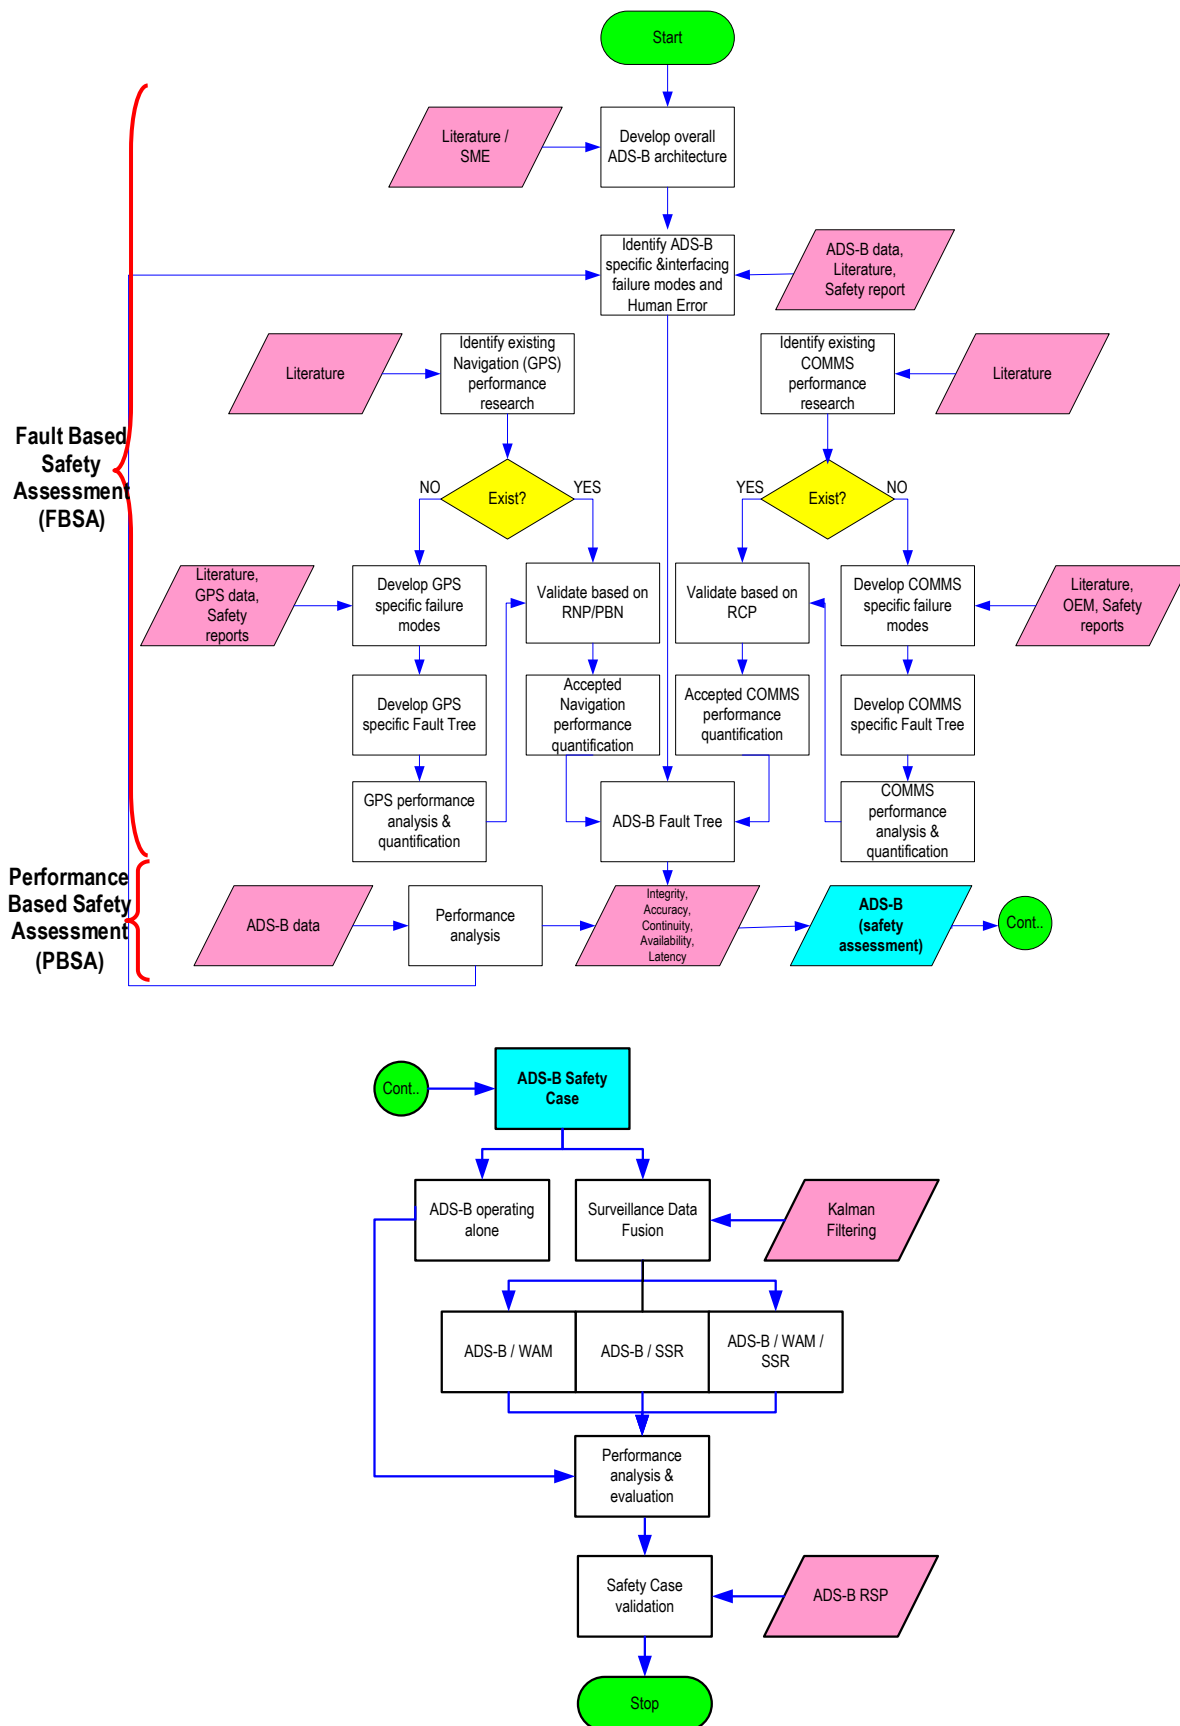 Start
Literature /
SME
Develop overall
ADS-B architecture
Identify ADS-B
specific &interfacing
failure modes and
Human Error
ADS-B data,
Literature,
Safety report
Literature
Identify existing
Navigation (GPS)
performance
research
Identify existing
COMMS
performance
research
Literature
Fault Based
Safety
Assessment
(FBSA)
NO
Exist?
YES
YES
Exist?
NO
Literature,
GPS data,
Safety
reports
Develop GPS
specific failure
modes
Validate based on
RNP/PBN
Validate based on
RCP
Develop COMMS
specific failure
modes
Literature,
OEM, Safety
reports
Develop GPS
specific Fault Tree
Accepted
Navigation
performance
quantification
Accepted COMMS
performance
quantification
Develop COMMS
specific Fault Tree
GPS performance
analysis &
quantification
ADS-B Fault Tree
COMMS
performance
analysis &
quantification
Performance
Based Safety
Assessment
(PBSA)
ADS-B data
Performance
analysis
Integrity,
Accuracy,
Continuity,
Availability,
Latency
ADS-B
(safety
assessment)
Cont..
Cont..
ADS-B Safety
Case
ADS-B operating
alone
Surveillance Data
Fusion
Kalman
Filtering
ADS-B / WAM
ADS-B / SSR
ADS-B / WAM /
SSR
Performance
analysis &
evaluation
Safety Case
validation
ADS-B RSP
Stop